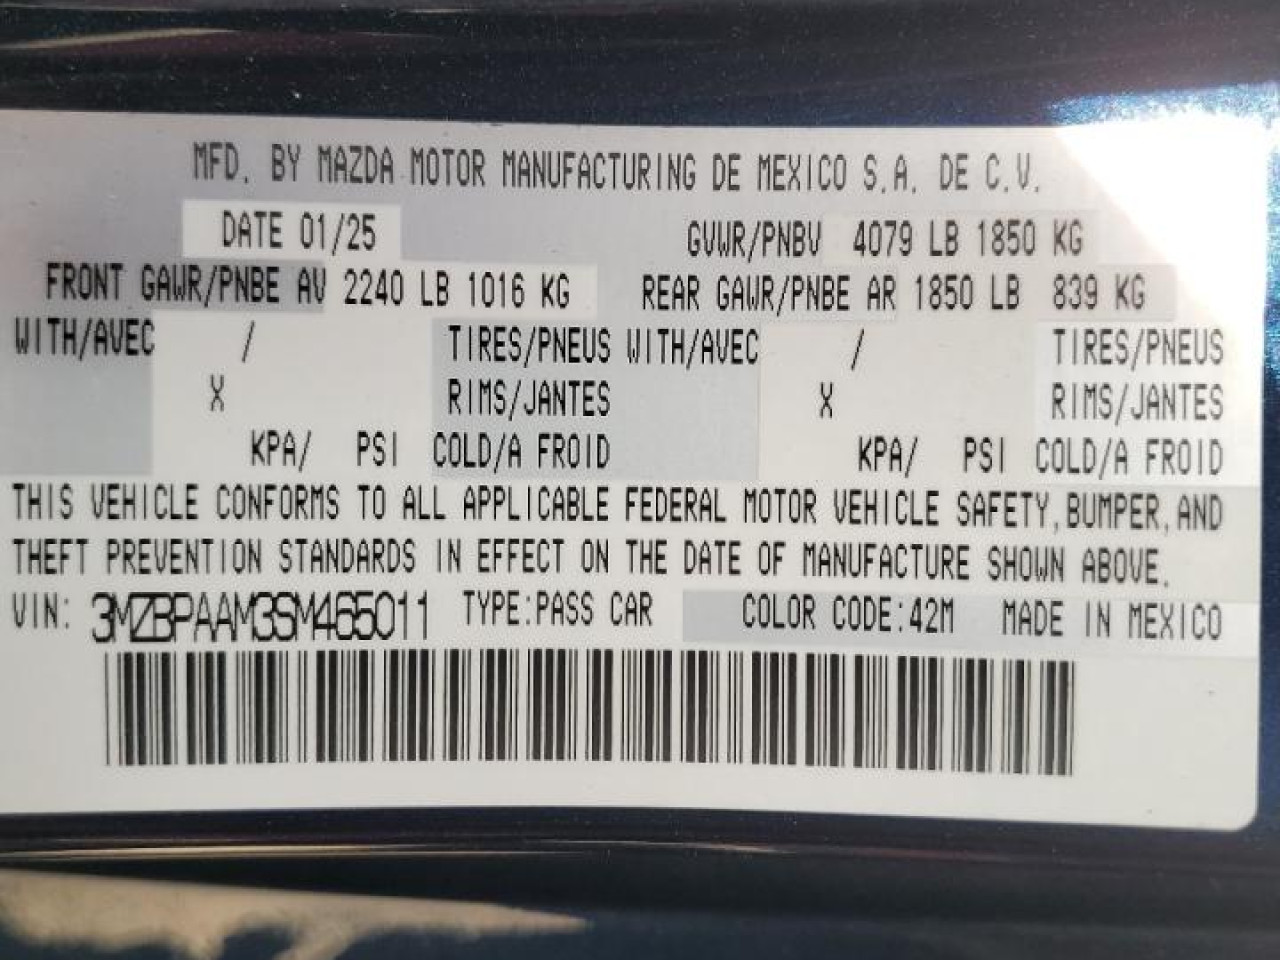 MFD. BY MAZDA MOTOR MANUFACTURING DE MEXICO S.A. DE C.V.
DATE 01/25 GVWR/PNBV 4079 LB 1850 KG
FRONT GAWR/PNBE AV 2240 LB 1016 KG REAR GAWR/PNBE AR 1850 LB 839 KG
WITH/AVEC / TIRES/PNEUS WITH/AVEC / TIRES/PNEUS
X RIMS/JANTES X RIMS/JANTES
KPA/ PSI COLD/A FROID KPA/ PSI COLD/A FROID
THIS VEHICLE CONFORMS TO ALL APPLICABLE FEDERAL MOTOR VEHICLE SAFETY, BUMPER, AND
THEFT PREVENTION STANDARDS IN EFFECT ON THE DATE OF MANUFACTURE SHOWN ABOVE.
VIN: 3MZBPAAM3SM465011 TYPE:PASS CAR COLOR CODE:42M MADE IN MEXICO